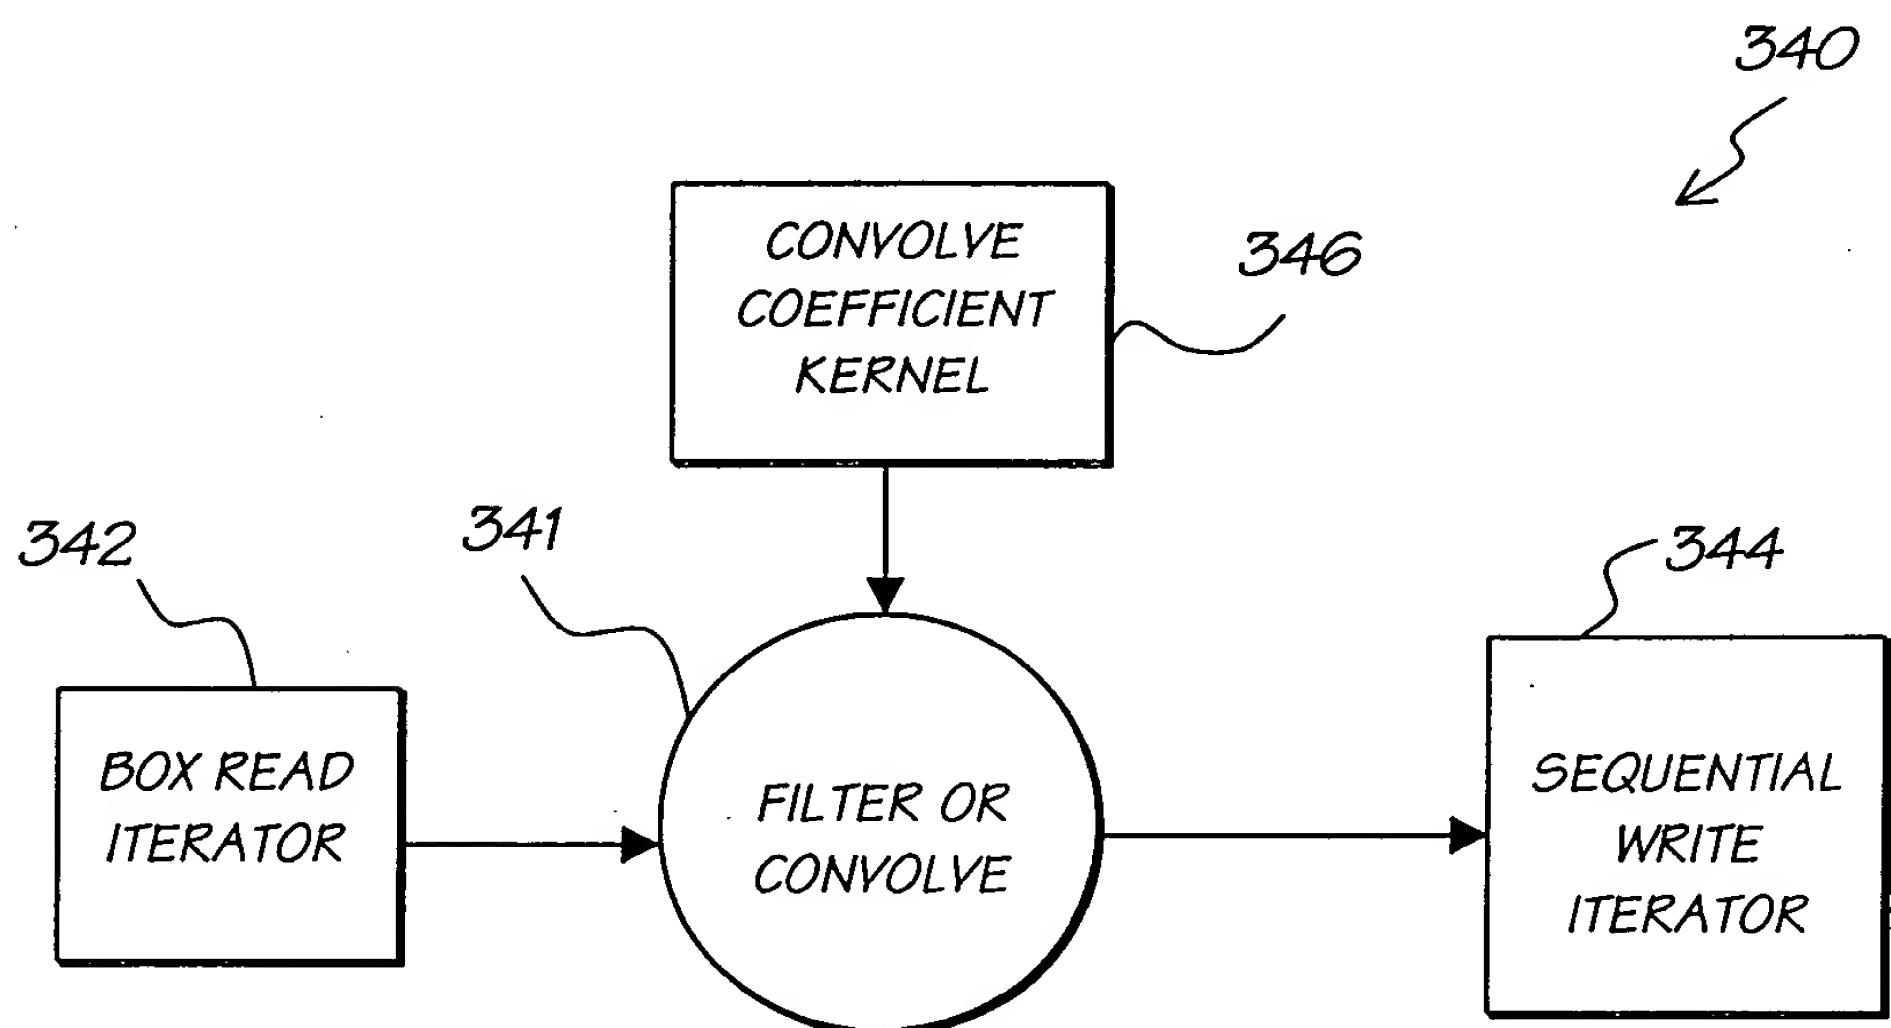 340
CONVOLVE
COEFFICIENT
KERNEL
346
342
341
344
BOX READ
ITERATOR
FILTER OR
CONVOLVE
SEQUENTIAL
WRITE
ITERATOR